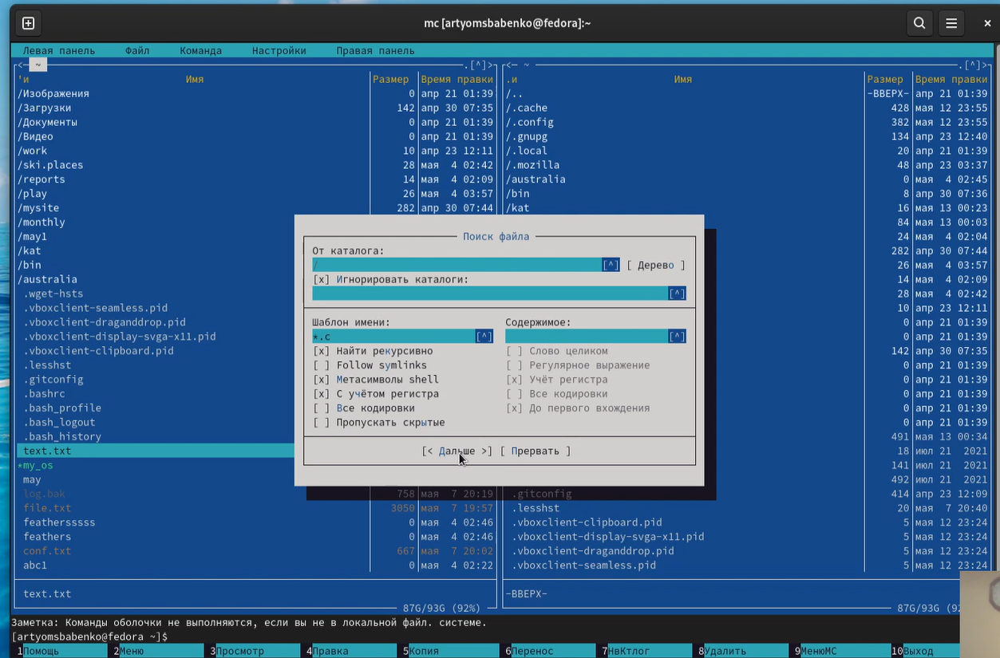 mc [artyomsbabenko@fedora]:~
Левая панель Файл Команда Настройки Правая панель
<— ~ .[^]>
'и Имя Размер Время правки
/Изображения 0 апр 21 01:39
/Загрузки 142 апр 30 07:35
/Документы 0 апр 21 01:39
/Видео 0 апр 21 01:39
/work 10 апр 23 12:11
/ski.places 28 мая 4 02:42
/reports 14 мая 4 02:09
/play 26 мая 4 03:57
/mysite 282 апр 30 07:44
/monthly
/may1
/kat
/bin
/australia
.wget-hsts
.vboxclient-seamless.pid
.vboxclient-draganddrop.pid
.vboxclient-display-svga-x11.pid
.vboxclient-clipboard.pid
.lesshst
.gitconfig
.bashrc
.bash_profile
.bash_logout
.bash_history
text.txt
*my_os
may
log.bak 758 мая 7 20:19
file.txt 3050 мая 7 19:57
feathersssss 0 мая 4 02:46
feathers 0 мая 4 02:46
conf.txt 667 мая 7 20:02
abc1 0 мая 4 02:22
text.txt
87G/93G (92%)
<— ~ .[^]>
.и Имя Размер Время правки
/.. -ВВЕРХ- апр 21 01:39
/.cache 428 мая 12 23:55
/.config 382 мая 12 23:55
/.gnupg 134 апр 23 12:40
/.local 20 апр 21 01:39
/.mozilla 48 апр 23 03:37
/australia 0 мая 4 02:45
/bin 8 апр 30 07:36
/kat 16 мая 13 00:23
84 мая 13 00:03
24 мая 4 02:04
282 апр 30 07:44
26 мая 4 03:57
14 мая 4 02:09
28 мая 4 02:42
10 апр 23 12:11
0 апр 21 01:39
0 апр 21 01:39
142 апр 30 07:35
0 апр 21 01:39
0 апр 21 01:39
0 апр 21 01:39
0 апр 21 01:39
0 апр 21 01:39
491 мая 13 00:34
18 июл 21 2021
141 июл 21 2021
492 июл 21 2021
.gitconfig 414 апр 23 12:09
.lesshst 20 мая 7 20:40
.vboxclient-clipboard.pid 5 мая 12 23:24
.vboxclient-display-svga-x11.pid 5 мая 12 23:24
.vboxclient-draganddrop.pid 5 мая 12 23:24
.vboxclient-seamless.pid 5 мая 12 23:24
-ВВЕРХ-
87G/93G
Поиск файла
От каталога:
/ [^] [ Дерево ]
[x] Игнорировать каталоги:
[^]
Шаблон имени:
*.c [^]
[x] Найти рекурсивно
[ ] Follow symlinks
[x] Метасимволы shell
[x] С учётом регистра
[ ] Все кодировки
[ ] Пропускать скрытые
Содержимое:
[^]
[ ] Слово целиком
[ ] Регулярное выражение
[x] Учёт регистра
[ ] Все кодировки
[x] До первого вхождения
[< Дальше >] [ Прервать ]
Заметка: Команды оболочки не выполняются, если вы не в локальной файл. системе.
[artyomsbabenko@fedora ~]$
1Помощь 2Меню 3Просмотр 4Правка 5Копия 6Перенос 7НвКтлог 8Удалить 9МенюМС 10Выход